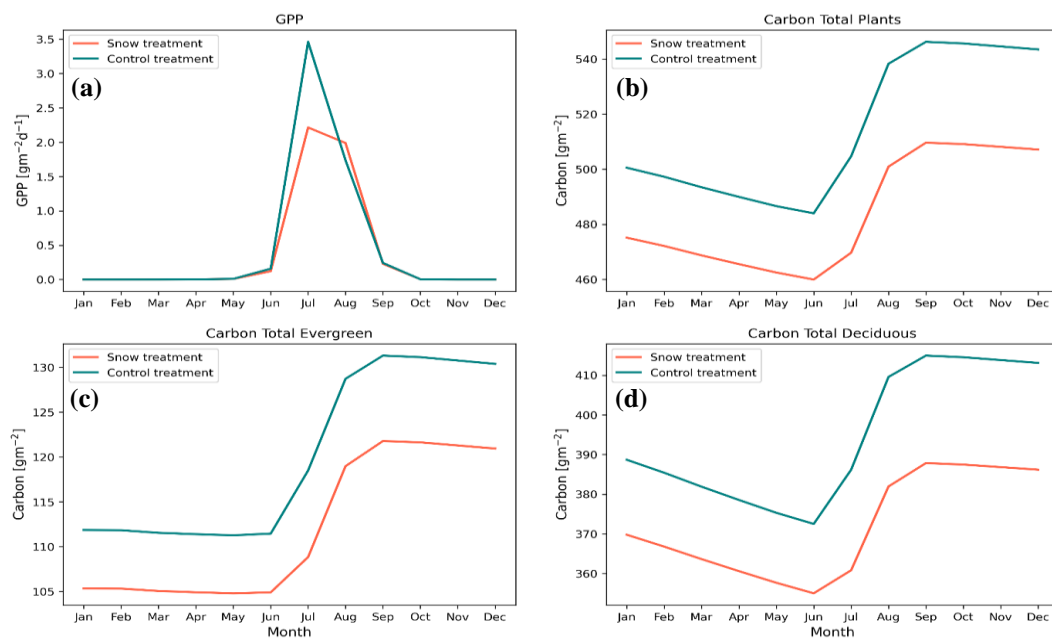 GPP
Snow treatment
Control treatment
(a)
GPP [gm⁻²d⁻¹]
3.5
3.0
2.5
2.0
1.5
1.0
0.5
0.0
Jan Feb Mar Apr May Jun Jul Aug Sep Oct Nov Dec
Carbon Total Plants
Snow treatment
Control treatment
(b)
Carbon [gm⁻²]
540
520
500
480
460
Jan Feb Mar Apr May Jun Jul Aug Sep Oct Nov Dec
Carbon Total Evergreen
Snow treatment
Control treatment
(c)
Carbon [gm⁻²]
130
125
120
115
110
105
Jan Feb Mar Apr May Jun Jul Aug Sep Oct Nov Dec
Month
Carbon Total Deciduous
Snow treatment
Control treatment
(d)
Carbon [gm⁻²]
410
400
390
380
370
360
Jan Feb Mar Apr May Jun Jul Aug Sep Oct Nov Dec
Month